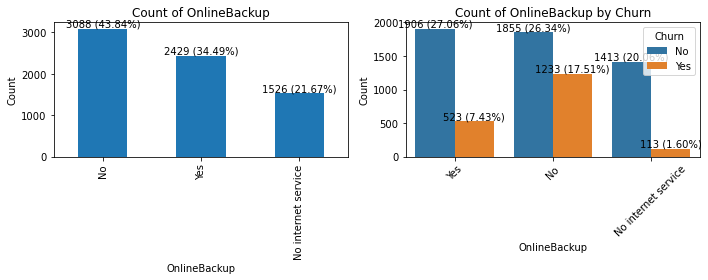 Count of OnlineBackup
3088 (43.84%)
2429 (34.49%)
1526 (21.67%)
3000
2000
1000
0
Count
No
Yes
No internet service
OnlineBackup
Count of OnlineBackup by Churn
1906 (27.06%)
523 (7.43%)
1855 (26.34%)
1233 (17.51%)
1413 (20.06%)
113 (1.60%)
Churn
No
Yes
2000
1500
1000
500
0
Count
Yes
No
No internet service
OnlineBackup